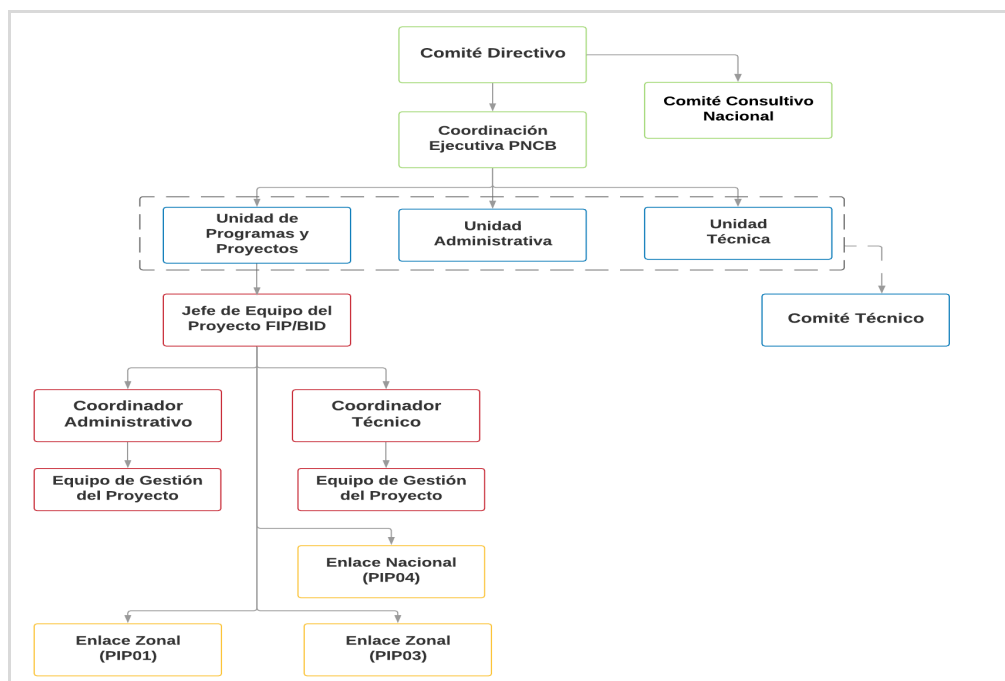 Comité Directivo
Comité Consultivo
Nacional
Coordinación
Ejecutiva PNCB
Unidad de
Programas y
Proyectos
Unidad
Administrativa
Unidad
Técnica
Jefe de Equipo del
Proyecto FIP/BID
Comité Técnico
Coordinador
Administrativo
Coordinador
Técnico
Equipo de Gestión
del Proyecto
Equipo de Gestión
del Proyecto
Enlace Nacional
(PIP04)
Enlace Zonal
(PIP01)
Enlace Zonal
(PIP03)